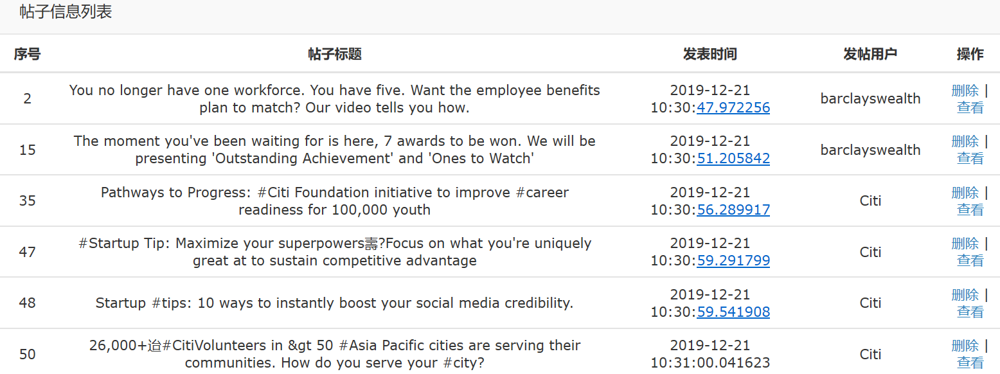 帖子信息列表
序号 帖子标题 发表时间 发帖用户 操作
You no longer have one workforce. You have five. Want the employee benefits 2019-12-21 删除 |
2 barclayswealth
plan to match? Our video tells you how. 10:30:47.972256 查看
The moment you've been waiting for is here, 7 awards to be won. We will be 2019-12-21 删除 |
15 barclayswealth
presenting 'Outstanding Achievement' and 'Ones to Watch' 10:30:51.205842 查看
Pathways to Progress: #Citi Foundation initiative to improve #career 2019-12-21 删除 |
35 Citi
readiness for 100,000 youth 10:30:56.289917 查看
#Startup Tip: Maximize your superpowers壽?Focus on what you're uniquely 2019-12-21 删除 |
47 Citi
great at to sustain competitive advantage 10:30:59.291799 查看
2019-12-21 删除 |
48 Startup #tips: 10 ways to instantly boost your social media credibility. Citi
10:30:59.541908 查看
26,000+迨#CitiVolunteers in &gt 50 #Asia Pacific cities are serving their 2019-12-21 删除 |
50 Citi
communities. How do you serve your #city? 10:31:00.041623 查看